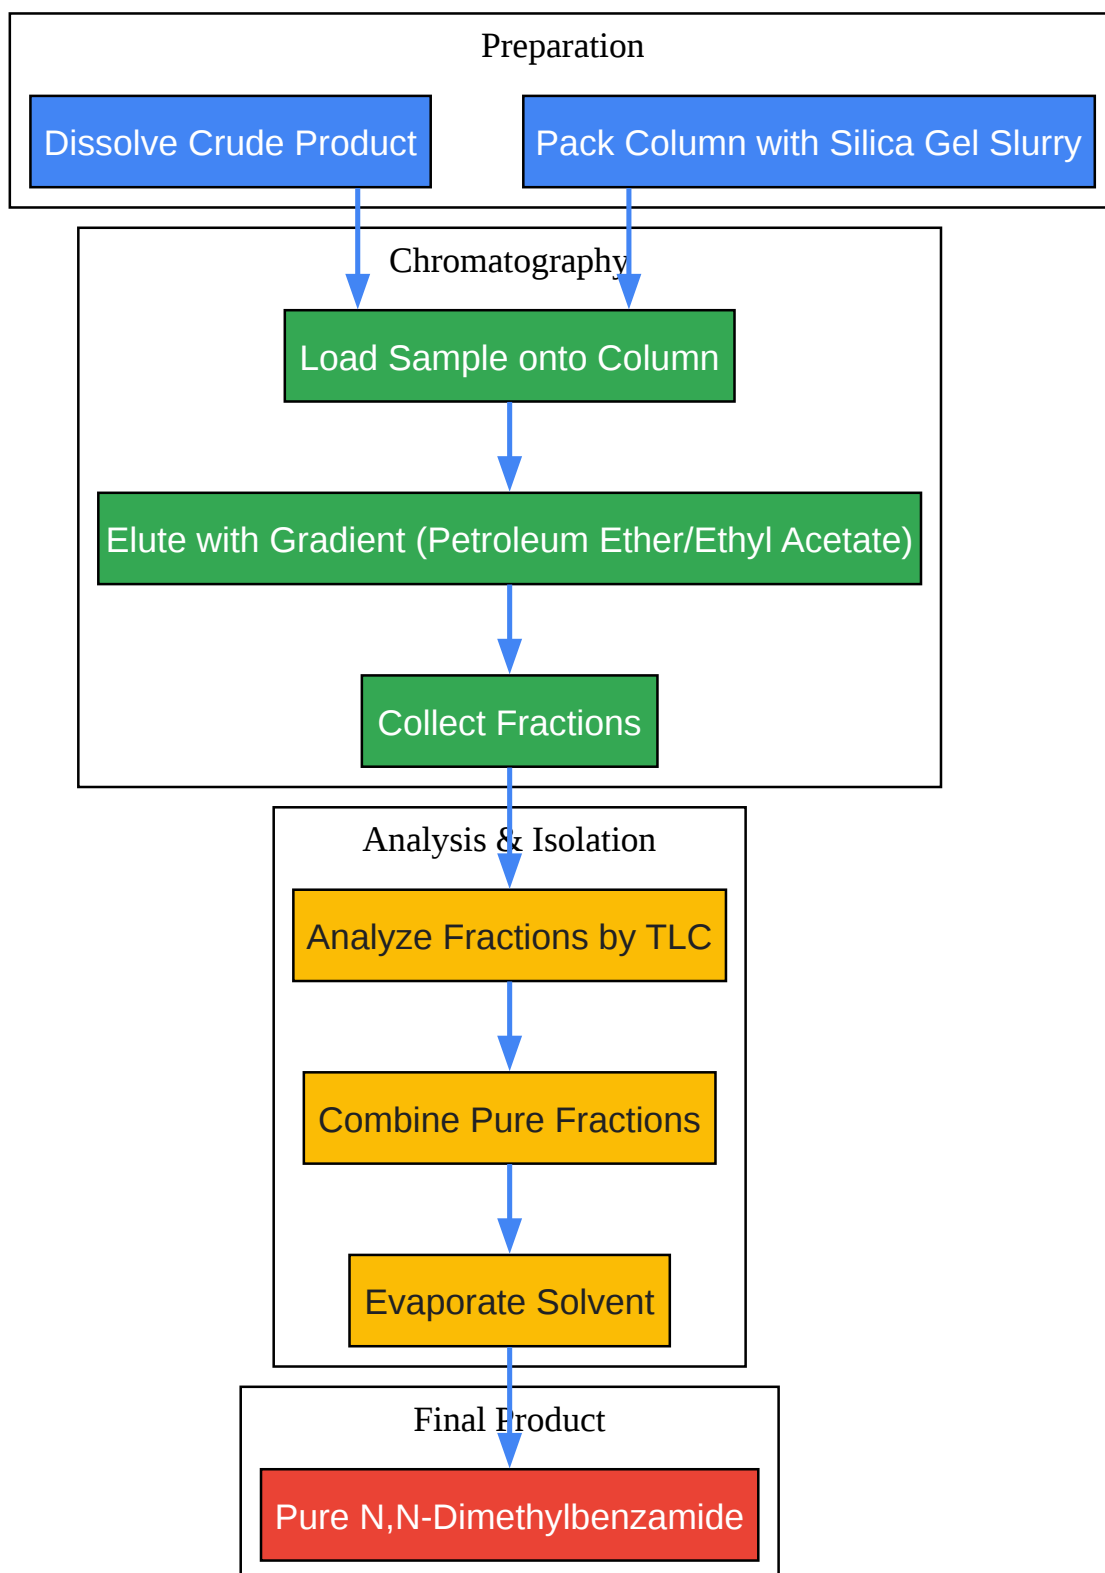 Preparation
Dissolve Crude Product
Pack Column with Silica Gel Slurry
Chromatography
Load Sample onto Column
Elute with Gradient (Petroleum Ether/Ethyl Acetate)
Collect Fractions
Analysis & Isolation
Analyze Fractions by TLC
Combine Pure Fractions
Evaporate Solvent
Final Product
Pure N,N-Dimethylbenzamide